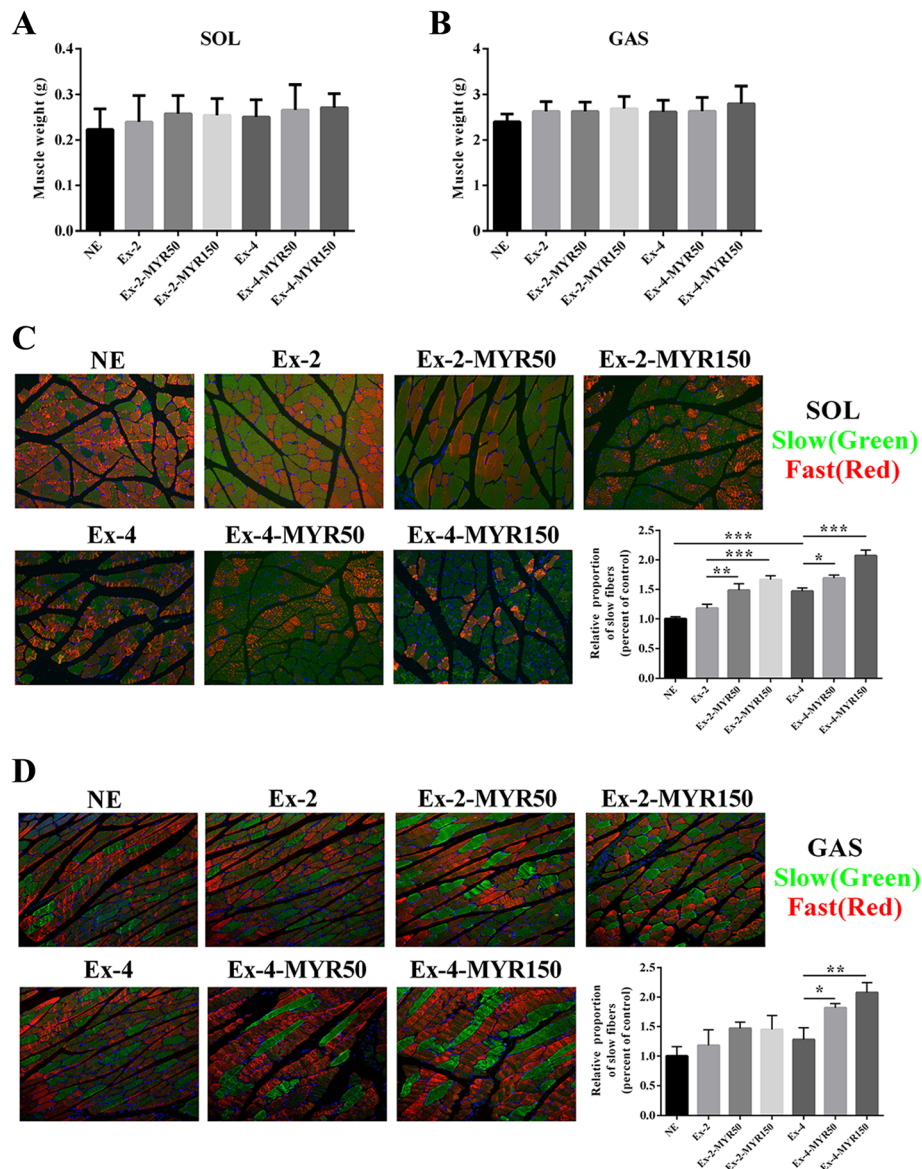 A
SOL
Muscle weight (g)
0.4
0.3
0.2
0.1
0.0
NE
Ex-2
Ex-2-MYR50
Ex-2-MYR150
Ex-4
Ex-4-MYR50
Ex-4-MYR150
B
GAS
Muscle weight (g)
4
3
2
1
0
NE
Ex-2
Ex-2-MYR50
Ex-2-MYR150
Ex-4
Ex-4-MYR50
Ex-4-MYR150
C
NE
Ex-2
Ex-2-MYR50
Ex-2-MYR150
SOL
Slow(Green)
Fast(Red)
Ex-4
Ex-4-MYR50
Ex-4-MYR150
Relative proportion
of slow fibers
(percent of control)
2.5
2.0
1.5
1.0
0.5
0.0
***
***
**
***
*
NE
Ex-2
Ex-2-MYR50
Ex-2-MYR150
Ex-4
Ex-4-MYR50
Ex-4-MYR150
D
NE
Ex-2
Ex-2-MYR50
Ex-2-MYR150
GAS
Slow(Green)
Fast(Red)
Ex-4
Ex-4-MYR50
Ex-4-MYR150
Relative proportion
of slow fibers
(percent of control)
2.5
2.0
1.5
1.0
0.5
0.0
**
*
NE
Ex-2
Ex-2-MYR50
Ex-2-MYR150
Ex-4
Ex-4-MYR50
Ex-4-MYR150